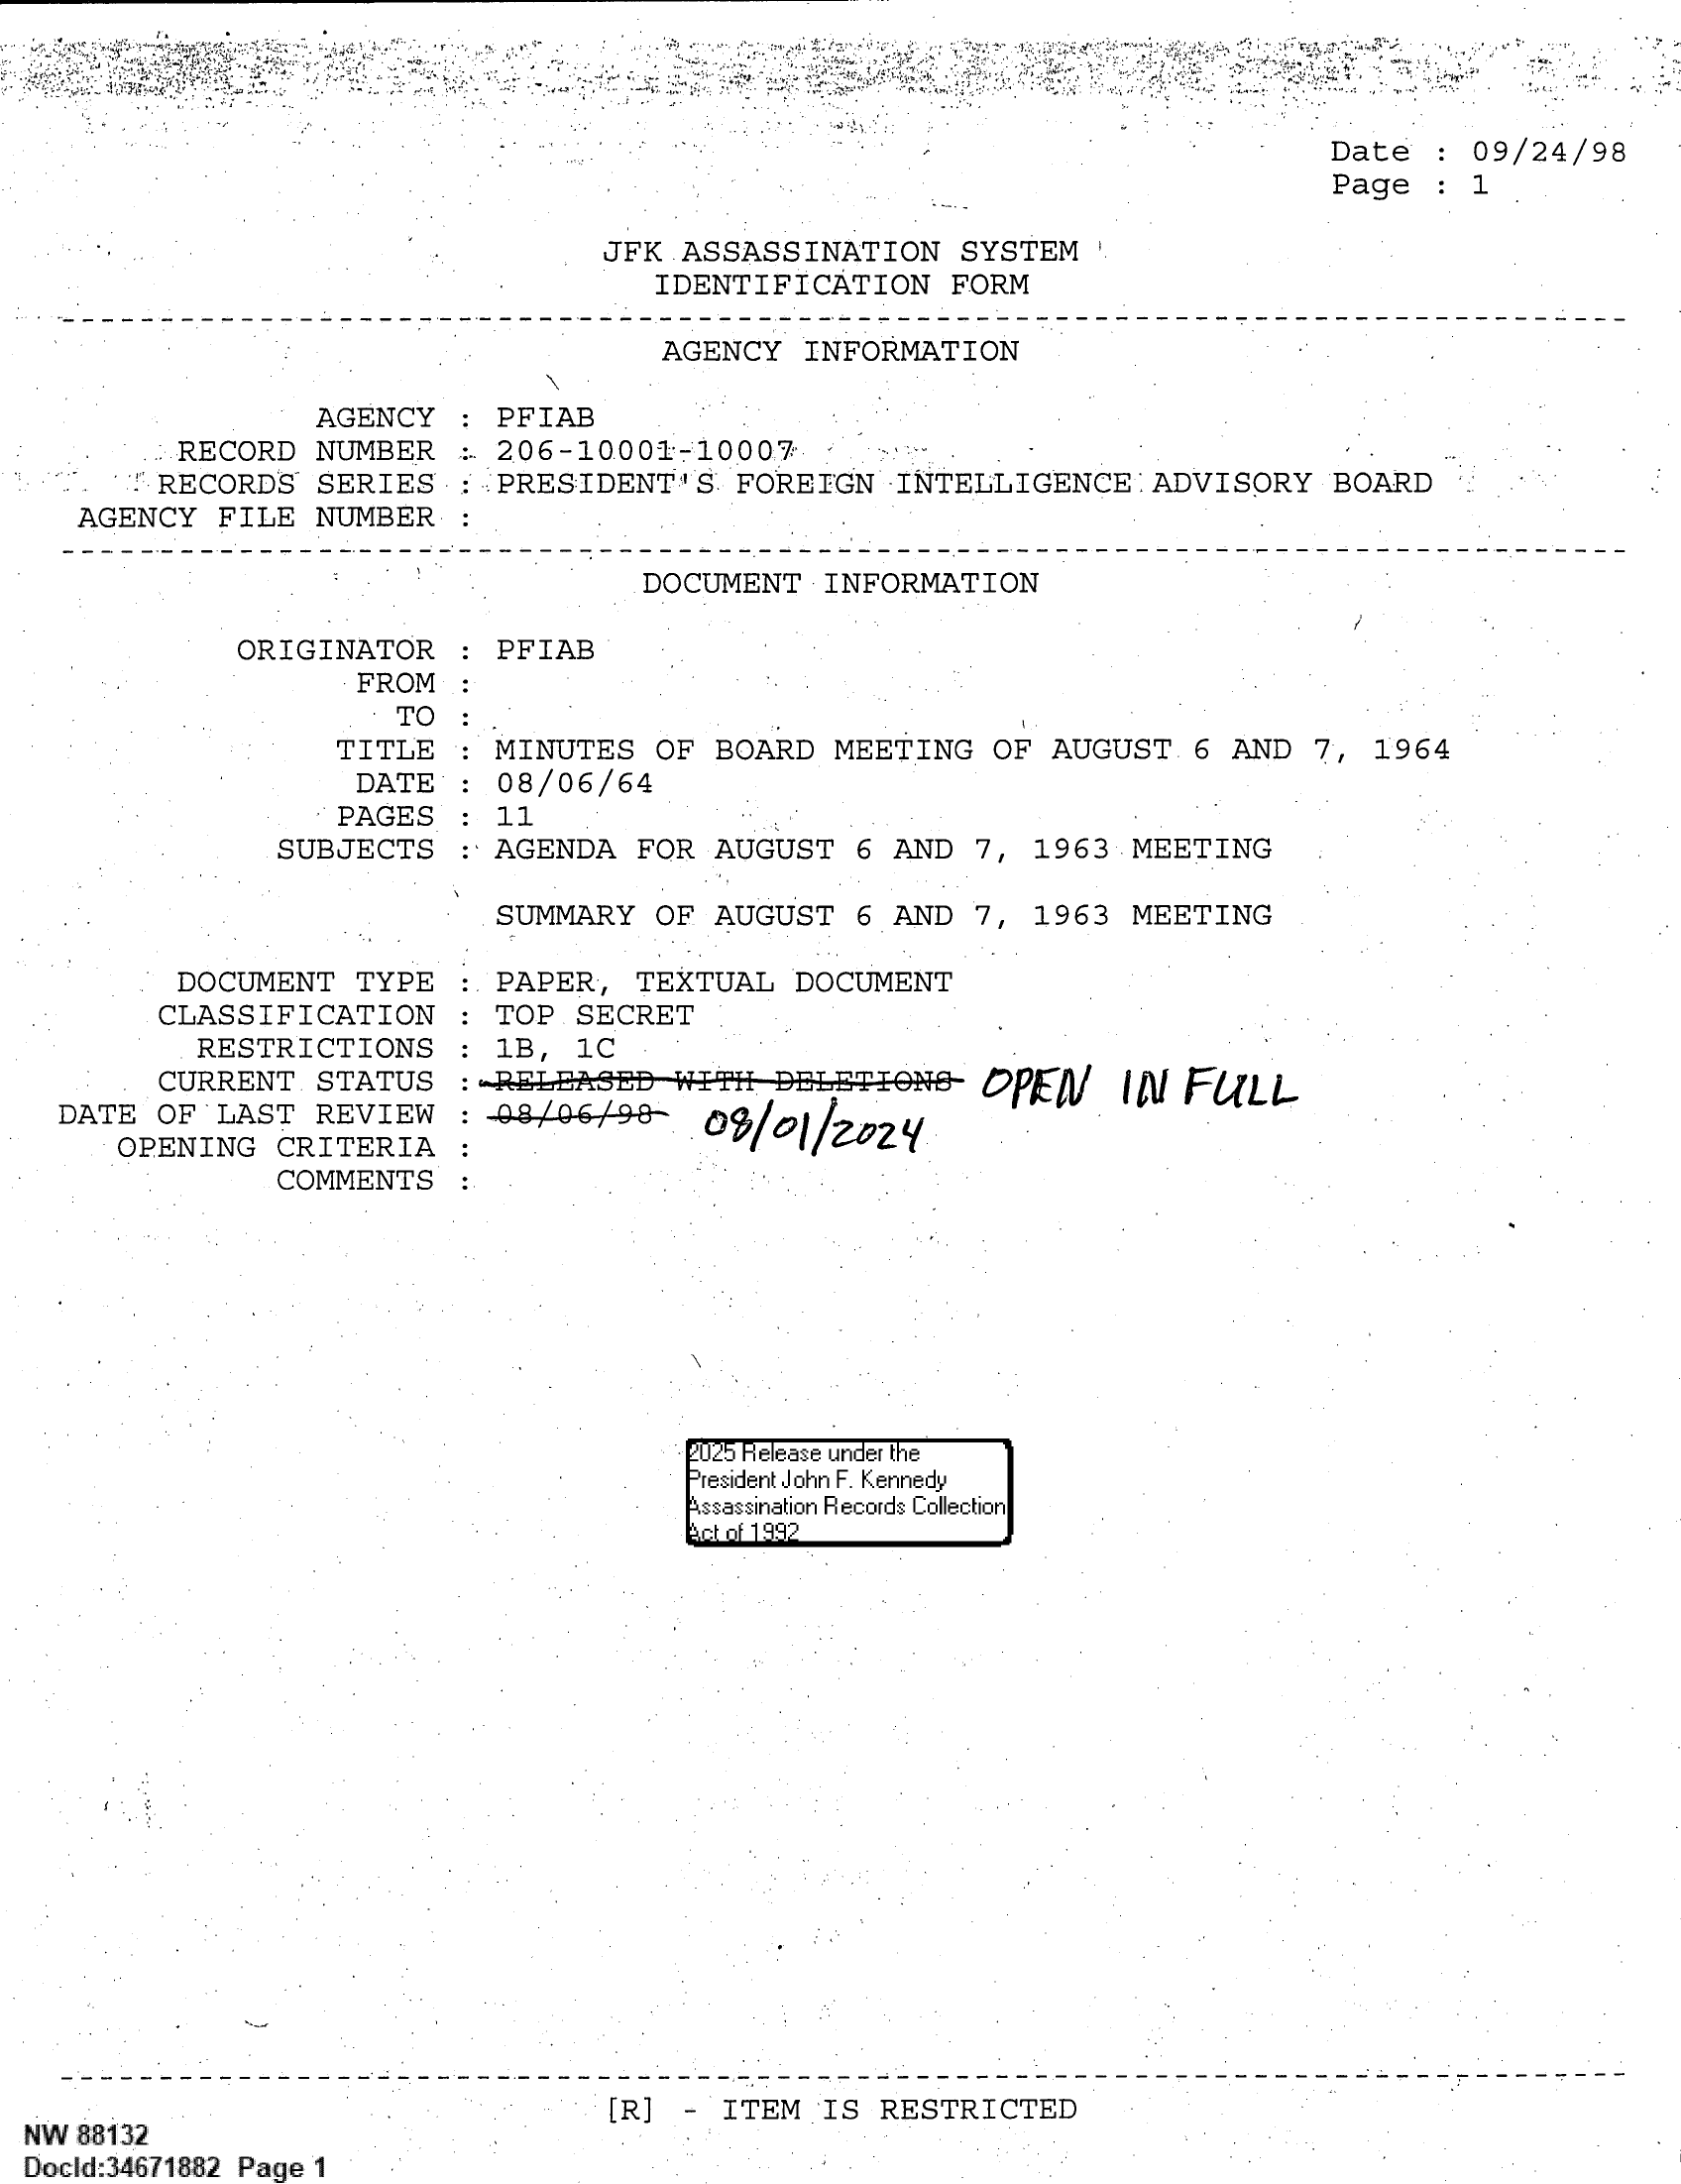 Date : 09/24/98
Page : 1
JFK ASSASSINATION SYSTEM
IDENTIFICATION FORM
AGENCY INFORMATION
AGENCY : PFIAB
RECORD NUMBER : 206-10001-10007
RECORDS SERIES : PRESIDENT'S FOREIGN INTELLIGENCE ADVISORY BOARD
AGENCY FILE NUMBER :
DOCUMENT INFORMATION
ORIGINATOR : PFIAB
FROM :
TO :
TITLE : MINUTES OF BOARD MEETING OF AUGUST 6 AND 7, 1964
DATE : 08/06/64
PAGES : 11
SUBJECTS : AGENDA FOR AUGUST 6 AND 7, 1963 MEETING
SUMMARY OF AUGUST 6 AND 7, 1963 MEETING
DOCUMENT TYPE : PAPER, TEXTUAL DOCUMENT
CLASSIFICATION : TOP SECRET
RESTRICTIONS : 1B, 1C
CURRENT STATUS : RELEASED WITH DELETIONS OPEN IN FULL
DATE OF LAST REVIEW : 08/06/98 08/01/2024
OPENING CRITERIA :
COMMENTS :
2025 Release under the
President John F. Kennedy
Assassination Records Collection
Act of 1992
[R] - ITEM IS RESTRICTED
NW 88132
DocId:34671882 Page 1